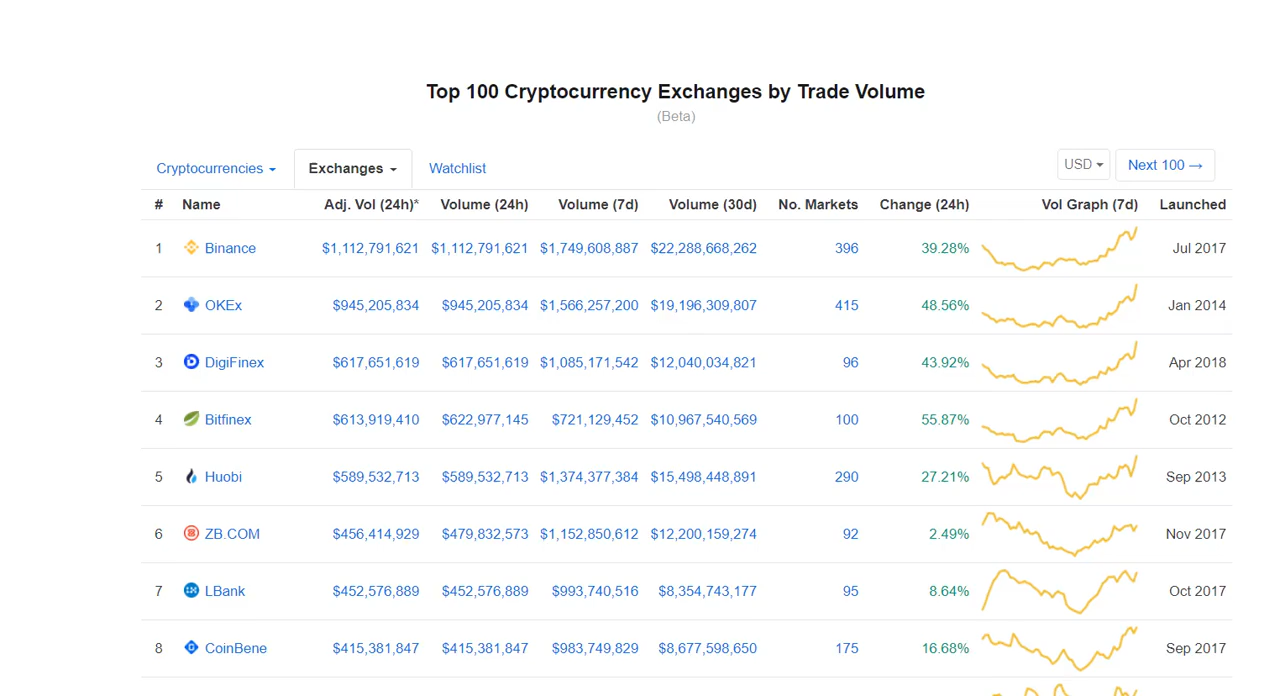 Top 100 Cryptocurrency Exchanges by Trade Volume
(Beta)
Cryptocurrencies Exchanges Watchlist USD Next 100 →
# Name Adj. Vol (24h)* Volume (24h) Volume (7d) Volume (30d) No. Markets Change (24h) Vol Graph (7d) Launched
1 Binance $1,112,791,621 $1,112,791,621 $1,749,608,887 $22,288,668,262 396 39.28% Jul 2017
2 OKEx $945,205,834 $945,205,834 $1,566,257,200 $19,196,309,807 415 48.56% Jan 2014
3 DigiFinex $617,651,619 $617,651,619 $1,085,171,542 $12,040,034,821 96 43.92% Apr 2018
4 Bitfinex $613,919,410 $622,977,145 $721,129,452 $10,967,540,569 100 55.87% Oct 2012
5 Huobi $589,532,713 $589,532,713 $1,374,377,384 $15,498,448,891 290 27.21% Sep 2013
6 ZB.COM $456,414,929 $479,832,573 $1,152,850,612 $12,200,159,274 92 2.49% Nov 2017
7 LBank $452,576,889 $452,576,889 $993,740,516 $8,354,743,177 95 8.64% Oct 2017
8 CoinBene $415,381,847 $415,381,847 $983,749,829 $8,677,598,650 175 16.68% Sep 2017